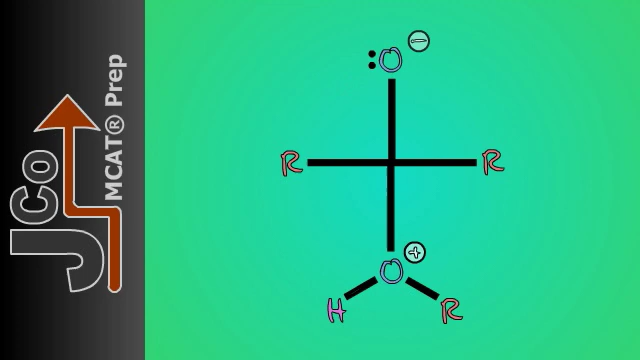 JCo
MCAT® Prep
:O −
R R
O +
H R